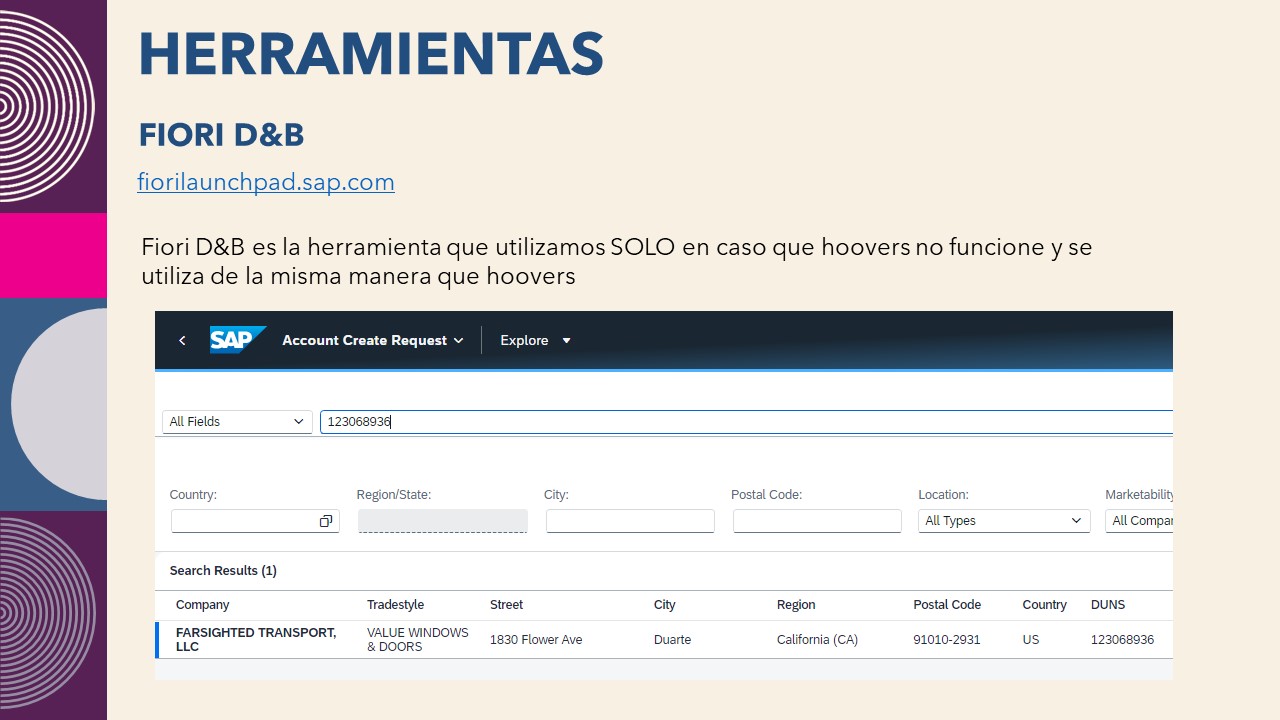 HERRAMIENTAS
FIORI D&B
fiorilaunchpad.sap.com
Fiori D&B es la herramienta que utilizamos SOLO en caso que hoovers no funcione y se
utiliza de la misma manera que hoovers
SAP Account Create Request Explore
All Fields 123068936
Country: Region/State: City: Postal Code: Location: Marketability
All Types All Compar
Search Results (1)
Company Tradestyle Street City Region Postal Code Country DUNS
FARSIGHTED TRANSPORT, LLC VALUE WINDOWS & DOORS 1830 Flower Ave Duarte California (CA) 91010-2931 US 123068936